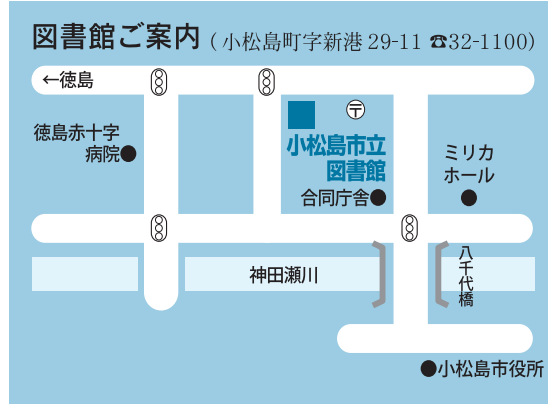 図書館ご案内 (小松島町字新港 29-11 ☎32-1100)
←徳島
〒
徳島赤十字
病院●
小松島市立
図書館
合同庁舎●
ミリカ
ホール
●
神田瀬川
八千代橋
●小松島市役所